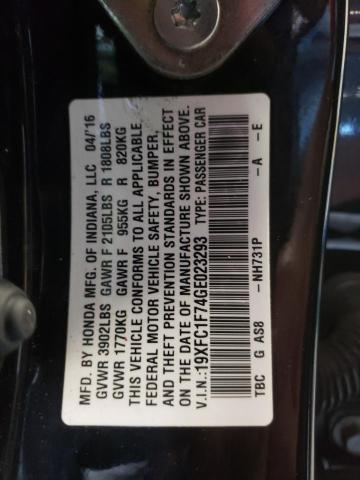 MFD. BY HONDA MFG. OF INDIANA, LLC 04/'16
GVWR 3902LBS GAWR F 2105LBS R 1808LBS
GVWR 1770KG GAWR F 955KG R 820KG
THIS VEHICLE CONFORMS TO ALL APPLICABLE
FEDERAL MOTOR VEHICLE SAFETY, BUMPER,
AND THEFT PREVENTION STANDARDS IN EFFECT
ON THE DATE OF MANUFACTURE SHOWN ABOVE.
V.I.N.: 19XFC1F74GE023293 TYPE: PASSENGER CAR
TBC G AS8 -NH731P -A -E